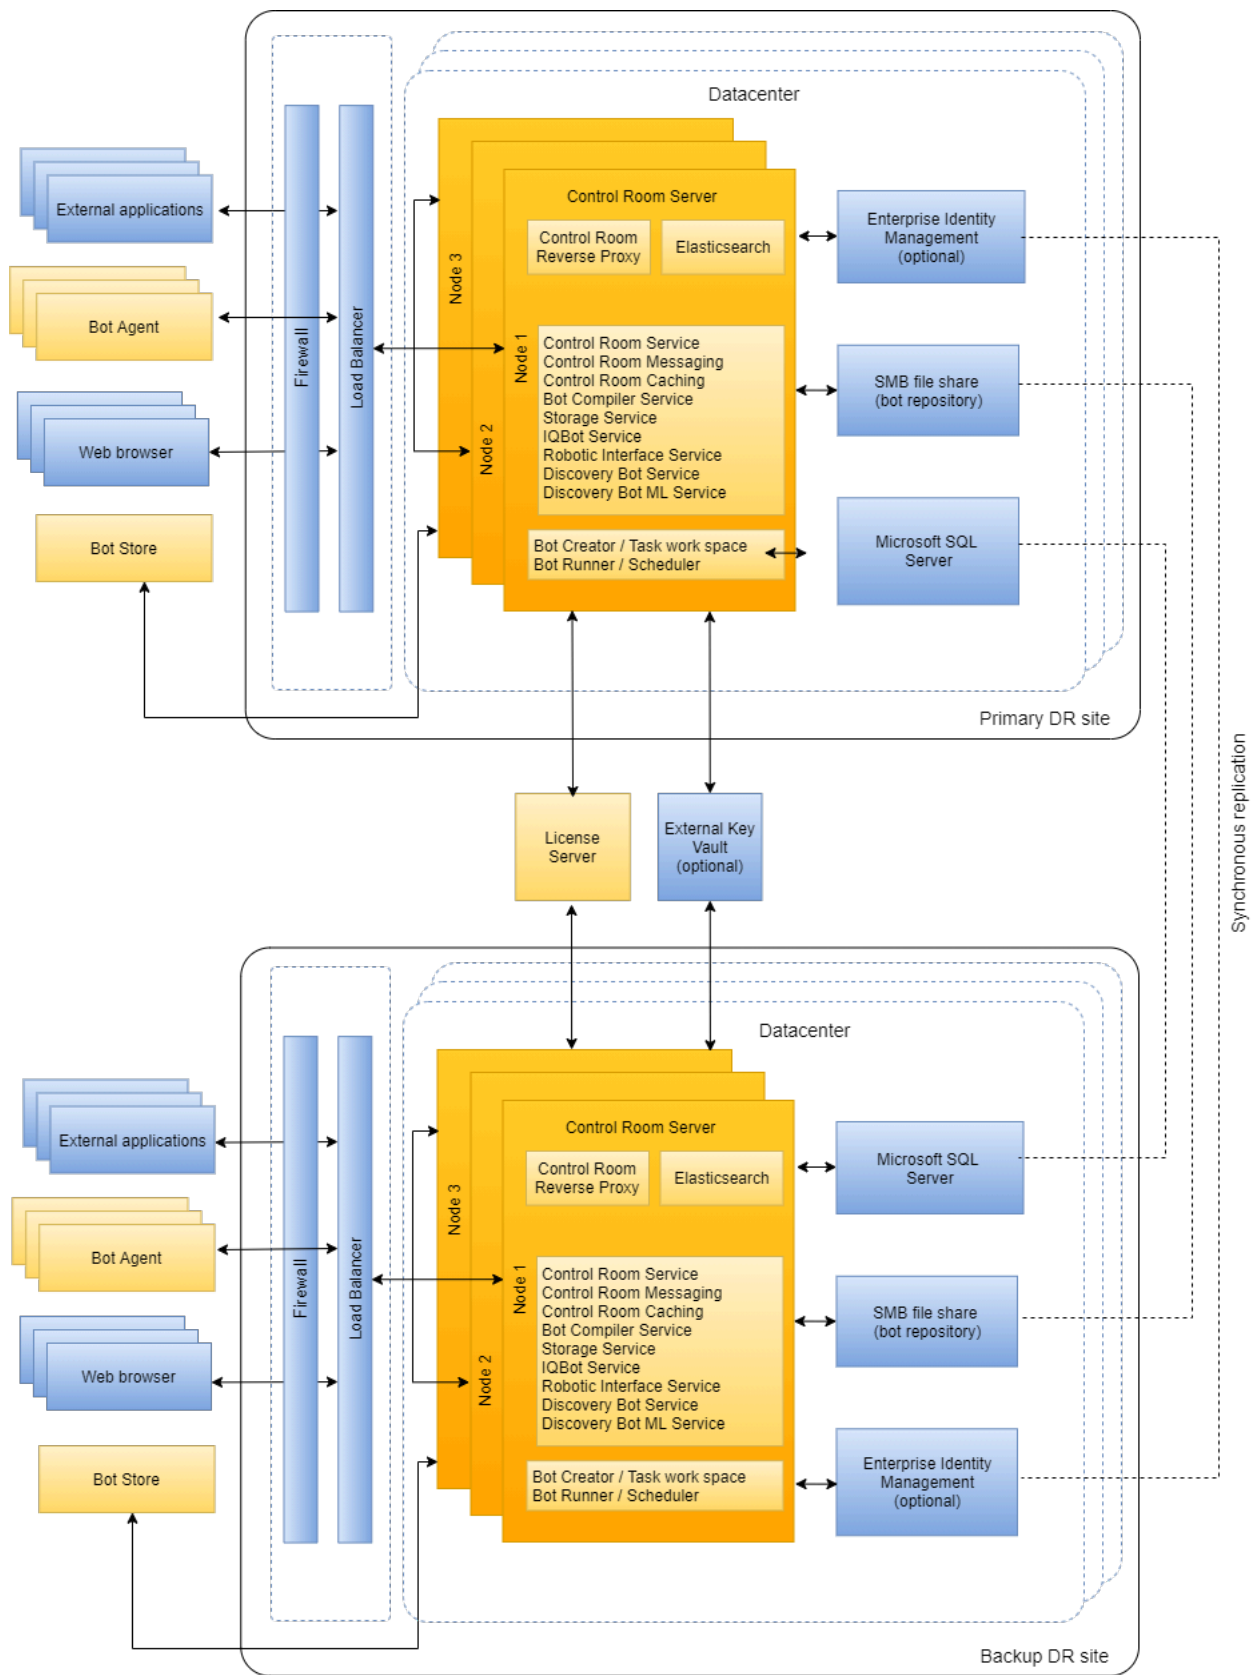 Datacenter
External applications
Bot Agent
Web browser
Bot Store
Firewall
Load Balancer
Node 3
Node 2
Node 1
Control Room Server
Control Room
Reverse Proxy
Elasticsearch
Control Room Service
Control Room Messaging
Control Room Caching
Bot Compiler Service
Storage Service
IQBot Service
Robotic Interface Service
Discovery Bot Service
Discovery Bot ML Service
Bot Creator / Task work space
Bot Runner / Scheduler
Enterprise Identity
Management
(optional)
SMB file share
(bot repository)
Microsoft SQL
Server
Primary DR site
Synchronous replication
License
Server
External Key
Vault
(optional)
Datacenter
External applications
Bot Agent
Web browser
Bot Store
Firewall
Load Balancer
Node 3
Node 2
Node 1
Control Room Server
Control Room
Reverse Proxy
Elasticsearch
Control Room Service
Control Room Messaging
Control Room Caching
Bot Compiler Service
Storage Service
IQBot Service
Robotic Interface Service
Discovery Bot Service
Discovery Bot ML Service
Bot Creator / Task work space
Bot Runner / Scheduler
Microsoft SQL
Server
SMB file share
(bot repository)
Enterprise Identity
Management
(optional)
Backup DR site